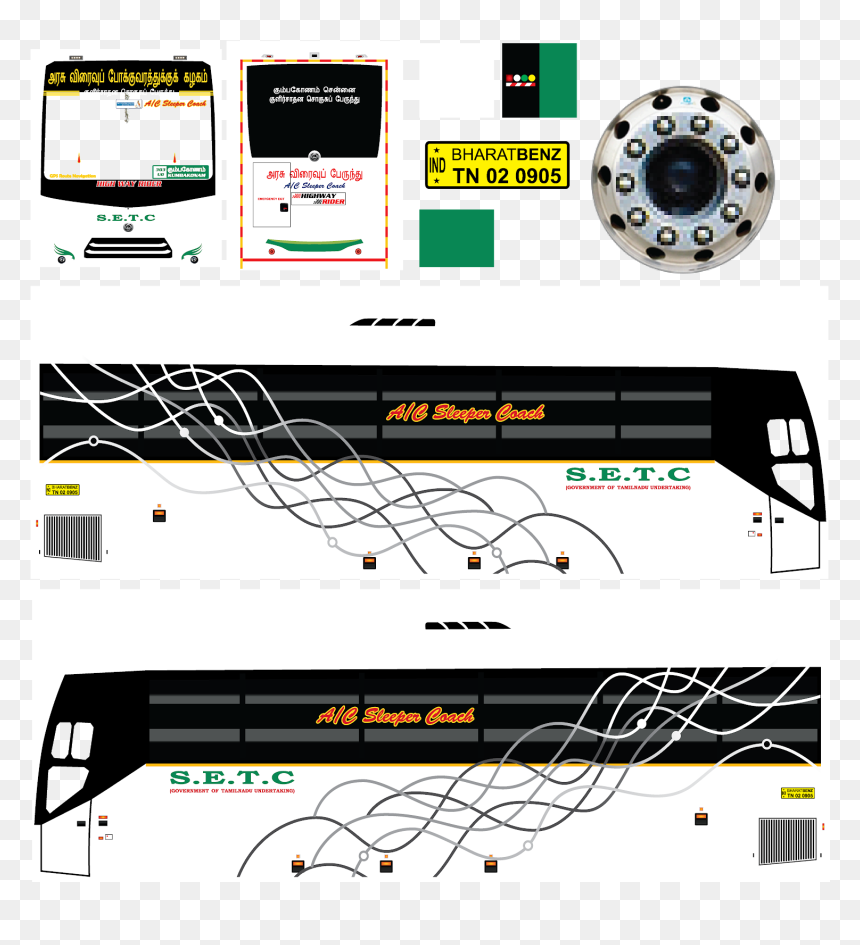 அரசு விரைவுப் போக்குவரத்துக்குக் கழகம்
குளிர்சாதன சொகுசுப் பேருந்து
A/C Sleeper Coach
கும்பகோணம்
KUMBAKONAM
HIGH WAY RIDER
S.E.T.C
கும்பகோணம் சென்னை
குளிர்சாதன சொகுசுப் பேருந்து
அரசு விரைவுப் பேருந்து
A/C Sleeper Coach
HIGHWAY
RIDER
IND
BHARATBENZ
TN 02 0905
A/C Sleeper Coach
S.E.T.C
(GOVERNMENT OF TAMILNADU UNDERTAKING)
BHARATBENZ
TN 02 0905
A/C Sleeper Coach
S.E.T.C
(GOVERNMENT OF TAMILNADU UNDERTAKING)
BHARATBENZ
TN 02 0905